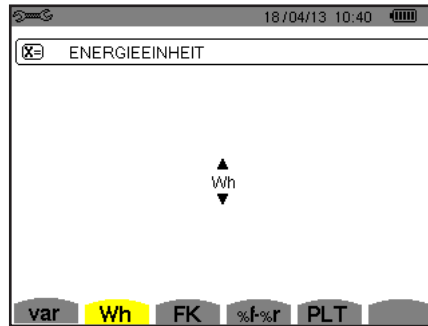 18/04/13 10:40
X= ENERGIEEINHEIT
Wh
var Wh FK %f-%r PLT